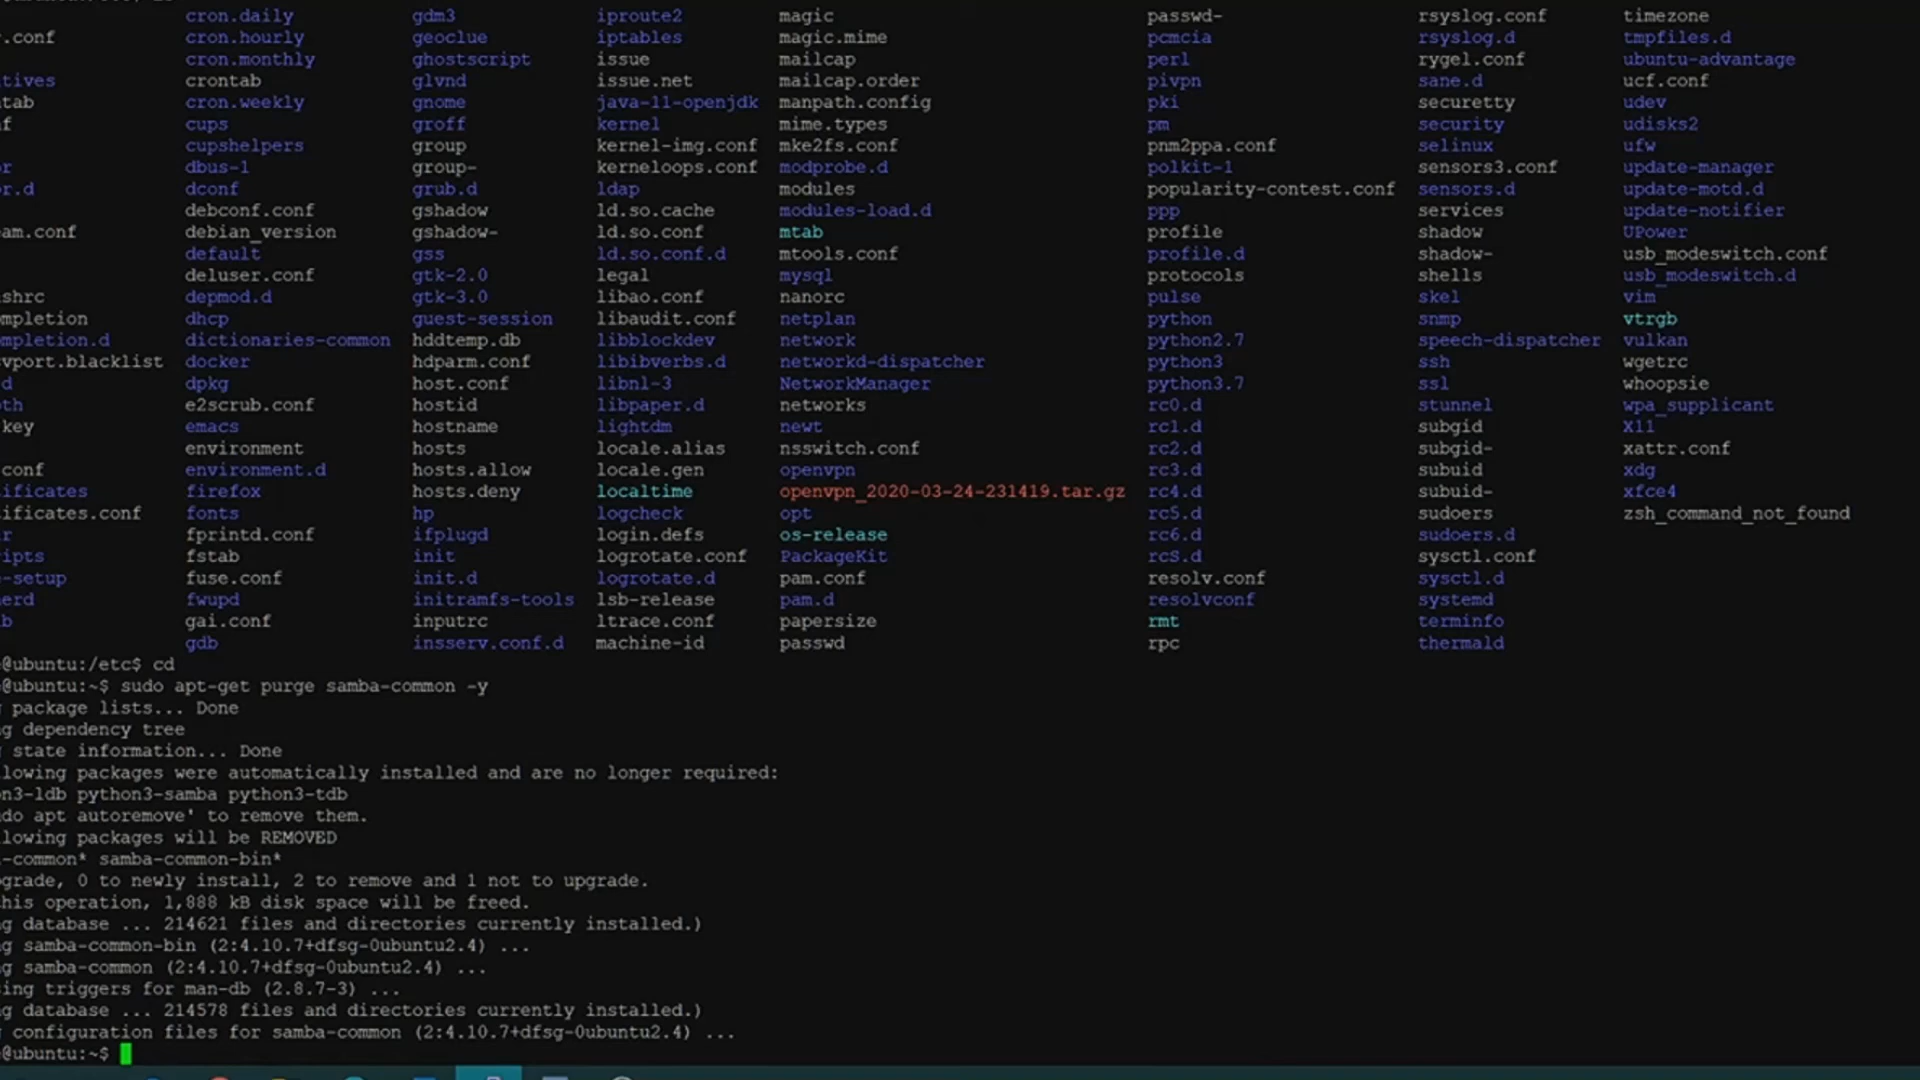 cron.daily gdm3 iproute2 magic passwd- rsyslog.conf timezone
.conf cron.hourly geoclue iptables magic.mime pcmcia rsyslog.d tmpfiles.d
cron.monthly ghostscript issue mailcap perl rygel.conf ubuntu-advantage
tives crontab glvnd issue.net mailcap.order pivpn sane.d ucf.conf
tab cron.weekly gnome java-11-openjdk manpath.config pki securetty udev
f cups groff kernel mime.types pm security udisks2
cupshelpers group kernel-img.conf mke2fs.conf pnm2ppa.conf selinux ufw
r dbus-1 group- kerneloops.conf modprobe.d polkit-1 sensors3.conf update-manager
r.d dconf grub.d ldap modules popularity-contest.conf sensors.d update-motd.d
debconf.conf gshadow ld.so.cache modules-load.d ppp services update-notifier
am.conf debian_version gshadow- ld.so.conf mtab profile shadow UPower
default gss ld.so.conf.d mtools.conf profile.d shadow- usb_modeswitch.conf
deluser.conf gtk-2.0 legal mysql protocols shells usb_modeswitch.d
shrc depmod.d gtk-3.0 libao.conf nanorc pulse skel vim
mpletion dhcp guest-session libaudit.conf netplan python snmp vtrgb
mpletion.d dictionaries-common hddtemp.db libblockdev network python2.7 speech-dispatcher vulkan
vport.blacklist docker hdparm.conf libibverbs.d networkd-dispatcher python3 ssh wgetrc
d dpkg host.conf libnl-3 NetworkManager python3.7 ssl whoopsie
th e2scrub.conf hostid libpaper.d networks rc0.d stunnel wpa_supplicant
key emacs hostname lightdm newt rc1.d subgid X11
environment hosts locale.alias nsswitch.conf rc2.d subgid- xattr.conf
conf environment.d hosts.allow locale.gen openvpn rc3.d subuid xdg
ificates firefox hosts.deny localtime openvpn_2020-03-24-231419.tar.gz rc4.d subuid- xfce4
ificates.conf fonts hp logcheck opt rc5.d sudoers zsh_command_not_found
r fprintd.conf ifplugd login.defs os-release rc6.d sudoers.d
ipts fstab init logrotate.conf PackageKit rcS.d sysctl.conf
-setup fuse.conf init.d logrotate.d pam.conf resolv.conf sysctl.d
erd fwupd initramfs-tools lsb-release pam.d resolvconf systemd
b gai.conf inputrc ltrace.conf papersize rmt terminfo
gdb insserv.conf.d machine-id passwd rpc thermald
@ubuntu:/etc$ cd
@ubuntu:~$ sudo apt-get purge samba-common -y
package lists... Done
g dependency tree
state information... Done
lowing packages were automatically installed and are no longer required:
n3-ldb python3-samba python3-tdb
do apt autoremove' to remove them.
lowing packages will be REMOVED
-common* samba-common-bin*
grade, 0 to newly install, 2 to remove and 1 not to upgrade.
his operation, 1,888 kB disk space will be freed.
g database ... 214621 files and directories currently installed.)
g samba-common-bin (2:4.10.7+dfsg-0ubuntu2.4) ...
g samba-common (2:4.10.7+dfsg-0ubuntu2.4) ...
ing triggers for man-db (2.8.7-3) ...
g database ... 214578 files and directories currently installed.)
configuration files for samba-common (2:4.10.7+dfsg-0ubuntu2.4) ...
@ubuntu:~$